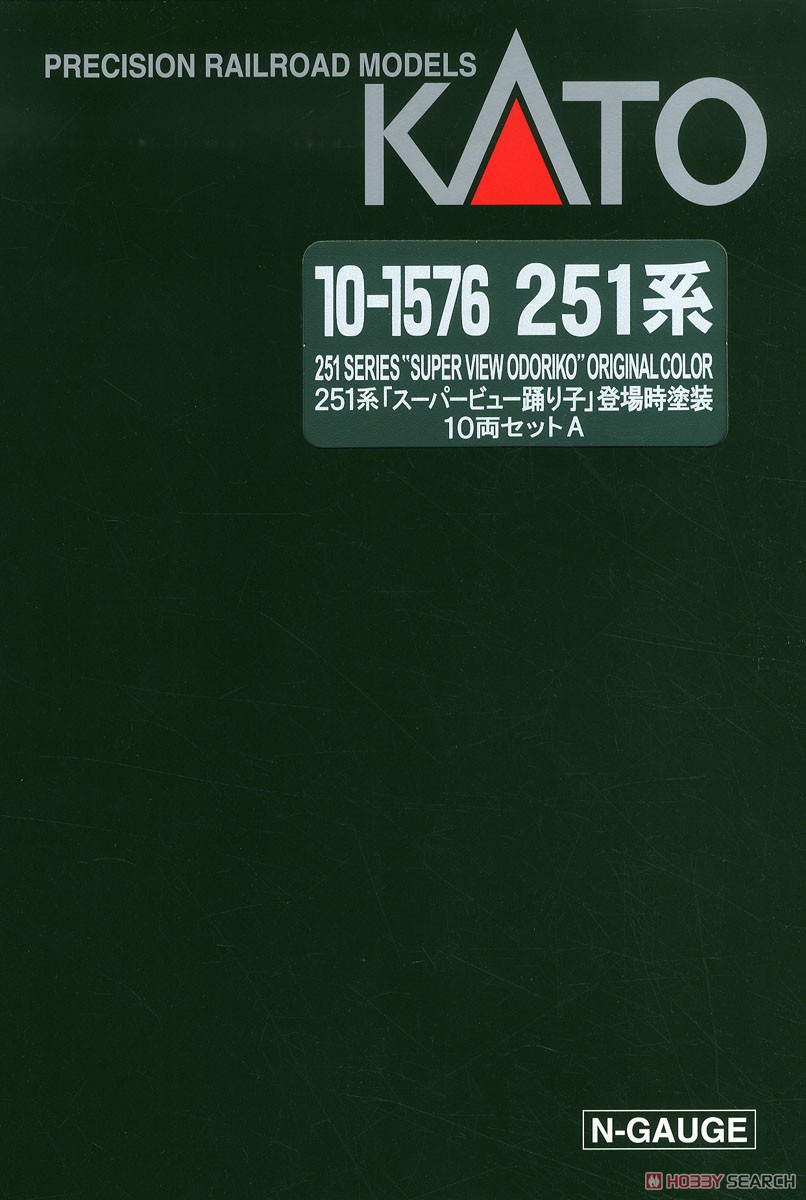 PRECISION RAILROAD MODELS
KATO
10-1576 251系
251 SERIES "SUPER VIEW ODORIKO" ORIGINAL COLOR
251系「スーパービュー踊り子」登場時塗装
10両セットA
N-GAUGE
HOBBY SEARCH